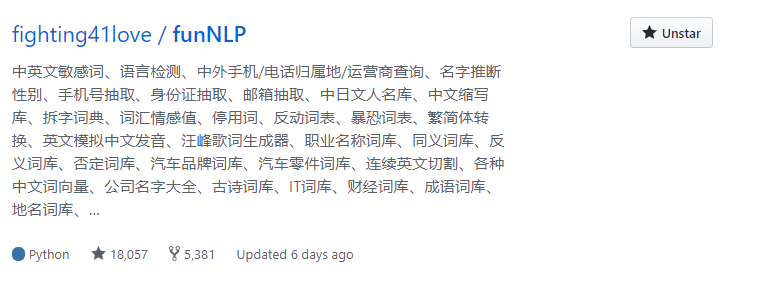 fighting41love / funNLP
Unstar
中英文敏感词、语言检测、中外手机/电话归属地/运营商查询、名字推断
性别、手机号抽取、身份证抽取、邮箱抽取、中日文人名库、中文缩写
库、拆字词典、词汇情感值、停用词、反动词表、暴恐词表、繁简体转
换、英文模拟中文发音、汪峰歌词生成器、职业名称词库、同义词库、反
义词库、否定词库、汽车品牌词库、汽车零件词库、连续英文切割、各种
中文词向量、公司名字大全、古诗词库、IT词库、财经词库、成语词库、
地名词库、...
Python 18,057 5,381 Updated 6 days ago